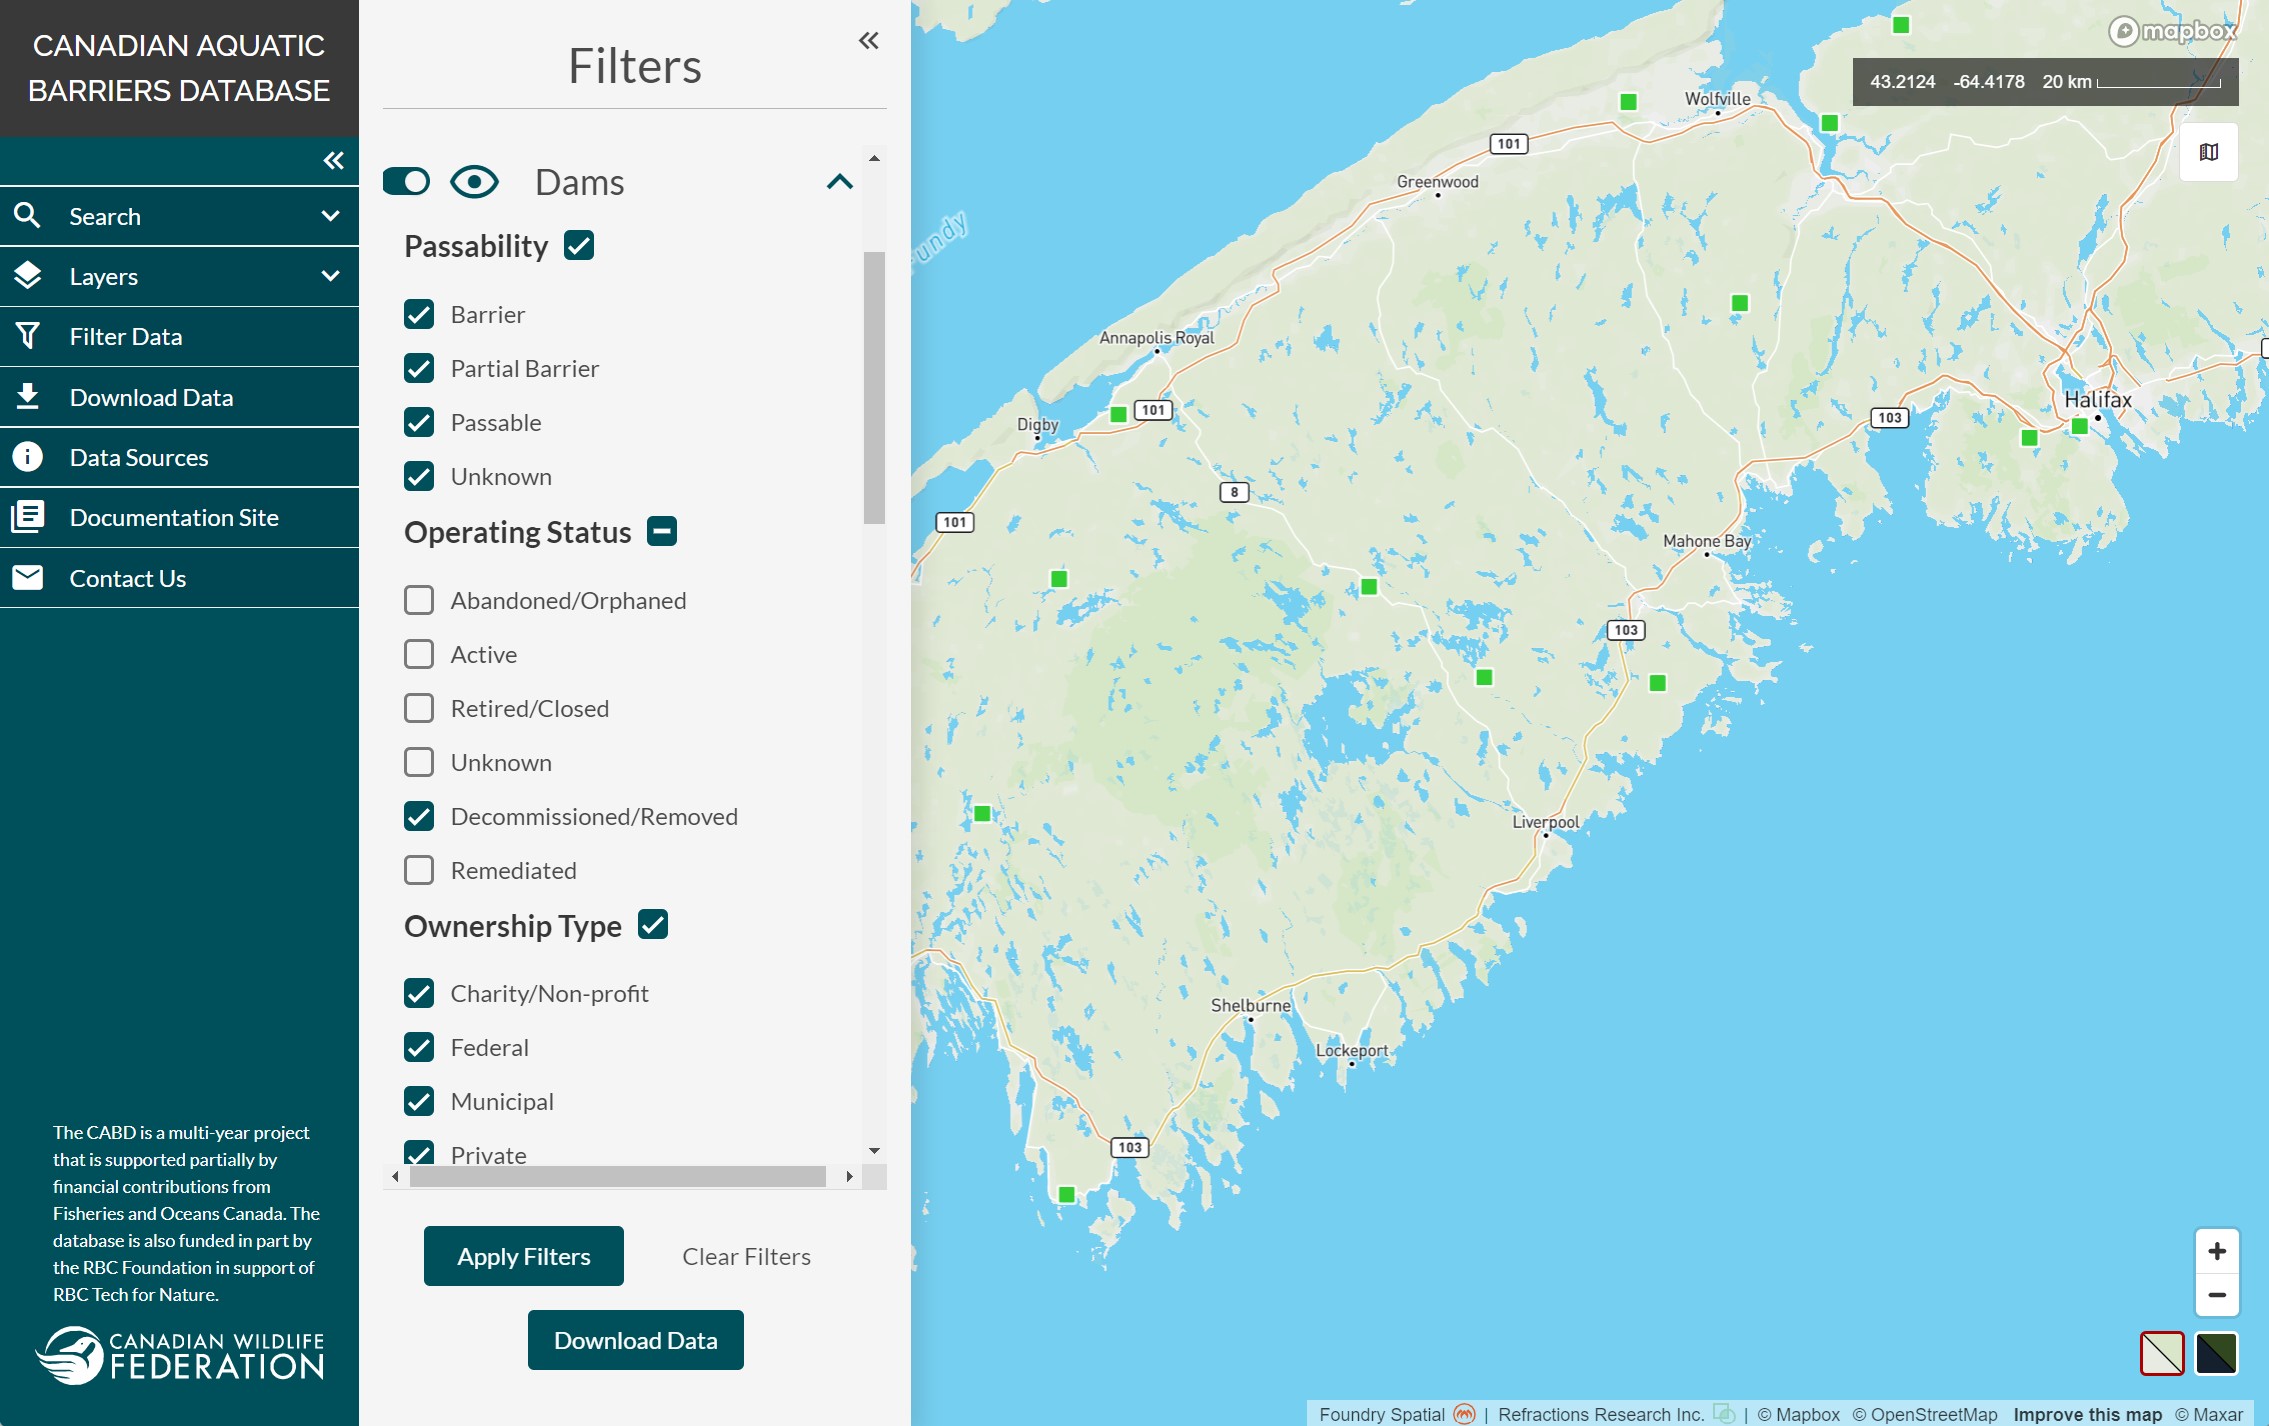 CANADIAN AQUATIC
BARRIERS DATABASE
Search
Layers
Filter Data
Download Data
Data Sources
Documentation Site
Contact Us
The CABD is a multi-year project
that is supported partially by
financial contributions from
Fisheries and Oceans Canada. The
database is also funded in part by
the RBC Foundation in support of
RBC Tech for Nature.
CANADIAN WILDLIFE
FEDERATION
Filters
Dams
Passability
Barrier
Partial Barrier
Passable
Unknown
Operating Status
Abandoned/Orphaned
Active
Retired/Closed
Unknown
Decommissioned/Removed
Remediated
Ownership Type
Charity/Non-profit
Federal
Municipal
Private
Apply Filters
Clear Filters
Download Data
mapbox
43.2124 -64.4178 20 km
Wolfville
101
Greenwood
undy
Annapolis Royal
101
Digby
Halifax
103
8
101
Mahone Bay
103
Liverpool
Shelburne
Lockeport
103
Foundry Spatial | Refractions Research Inc. | © Mapbox © OpenStreetMap Improve this map © Maxar